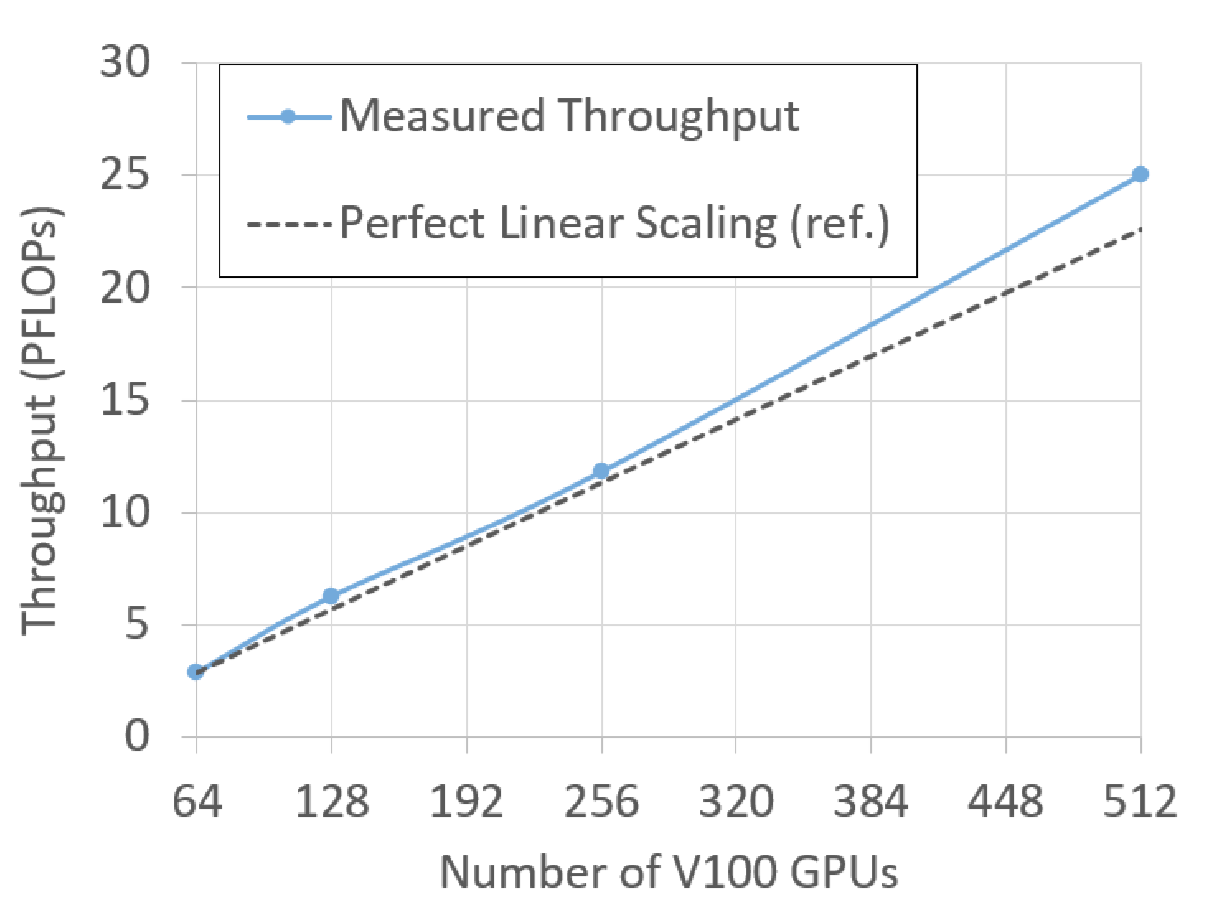 30
25
20
15
10
5
0
Measured Throughput
Perfect Linear Scaling (ref.)
Throughput (PFLOPs)
64 128 192 256 320 384 448 512
Number of V100 GPUs